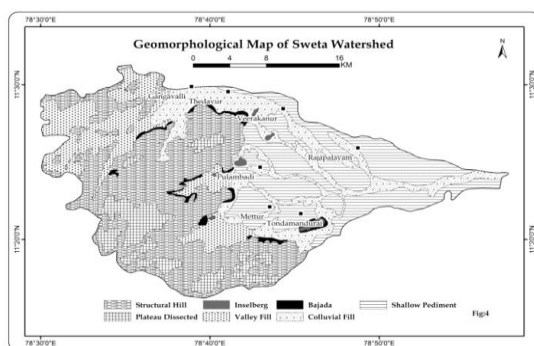 78°30'0"E 78°40'0"E 78°50'0"E
Geomorphological Map of Sweta Watershed
N
0 4 8 16
KM
11°30'0"N 11°30'0"N
Gangavalli
Thedavur
Veerakanur
Rajapalayam
Pulambadi
Mettur
Tondamandurai
11°20'0"N 11°20'0"N
Structural Hill Inselberg Bajada Shallow Pediment
Plateau Dissected Valley Fill Colluvial Fill
Fig:4
78°30'0"E 78°40'0"E 78°50'0"E